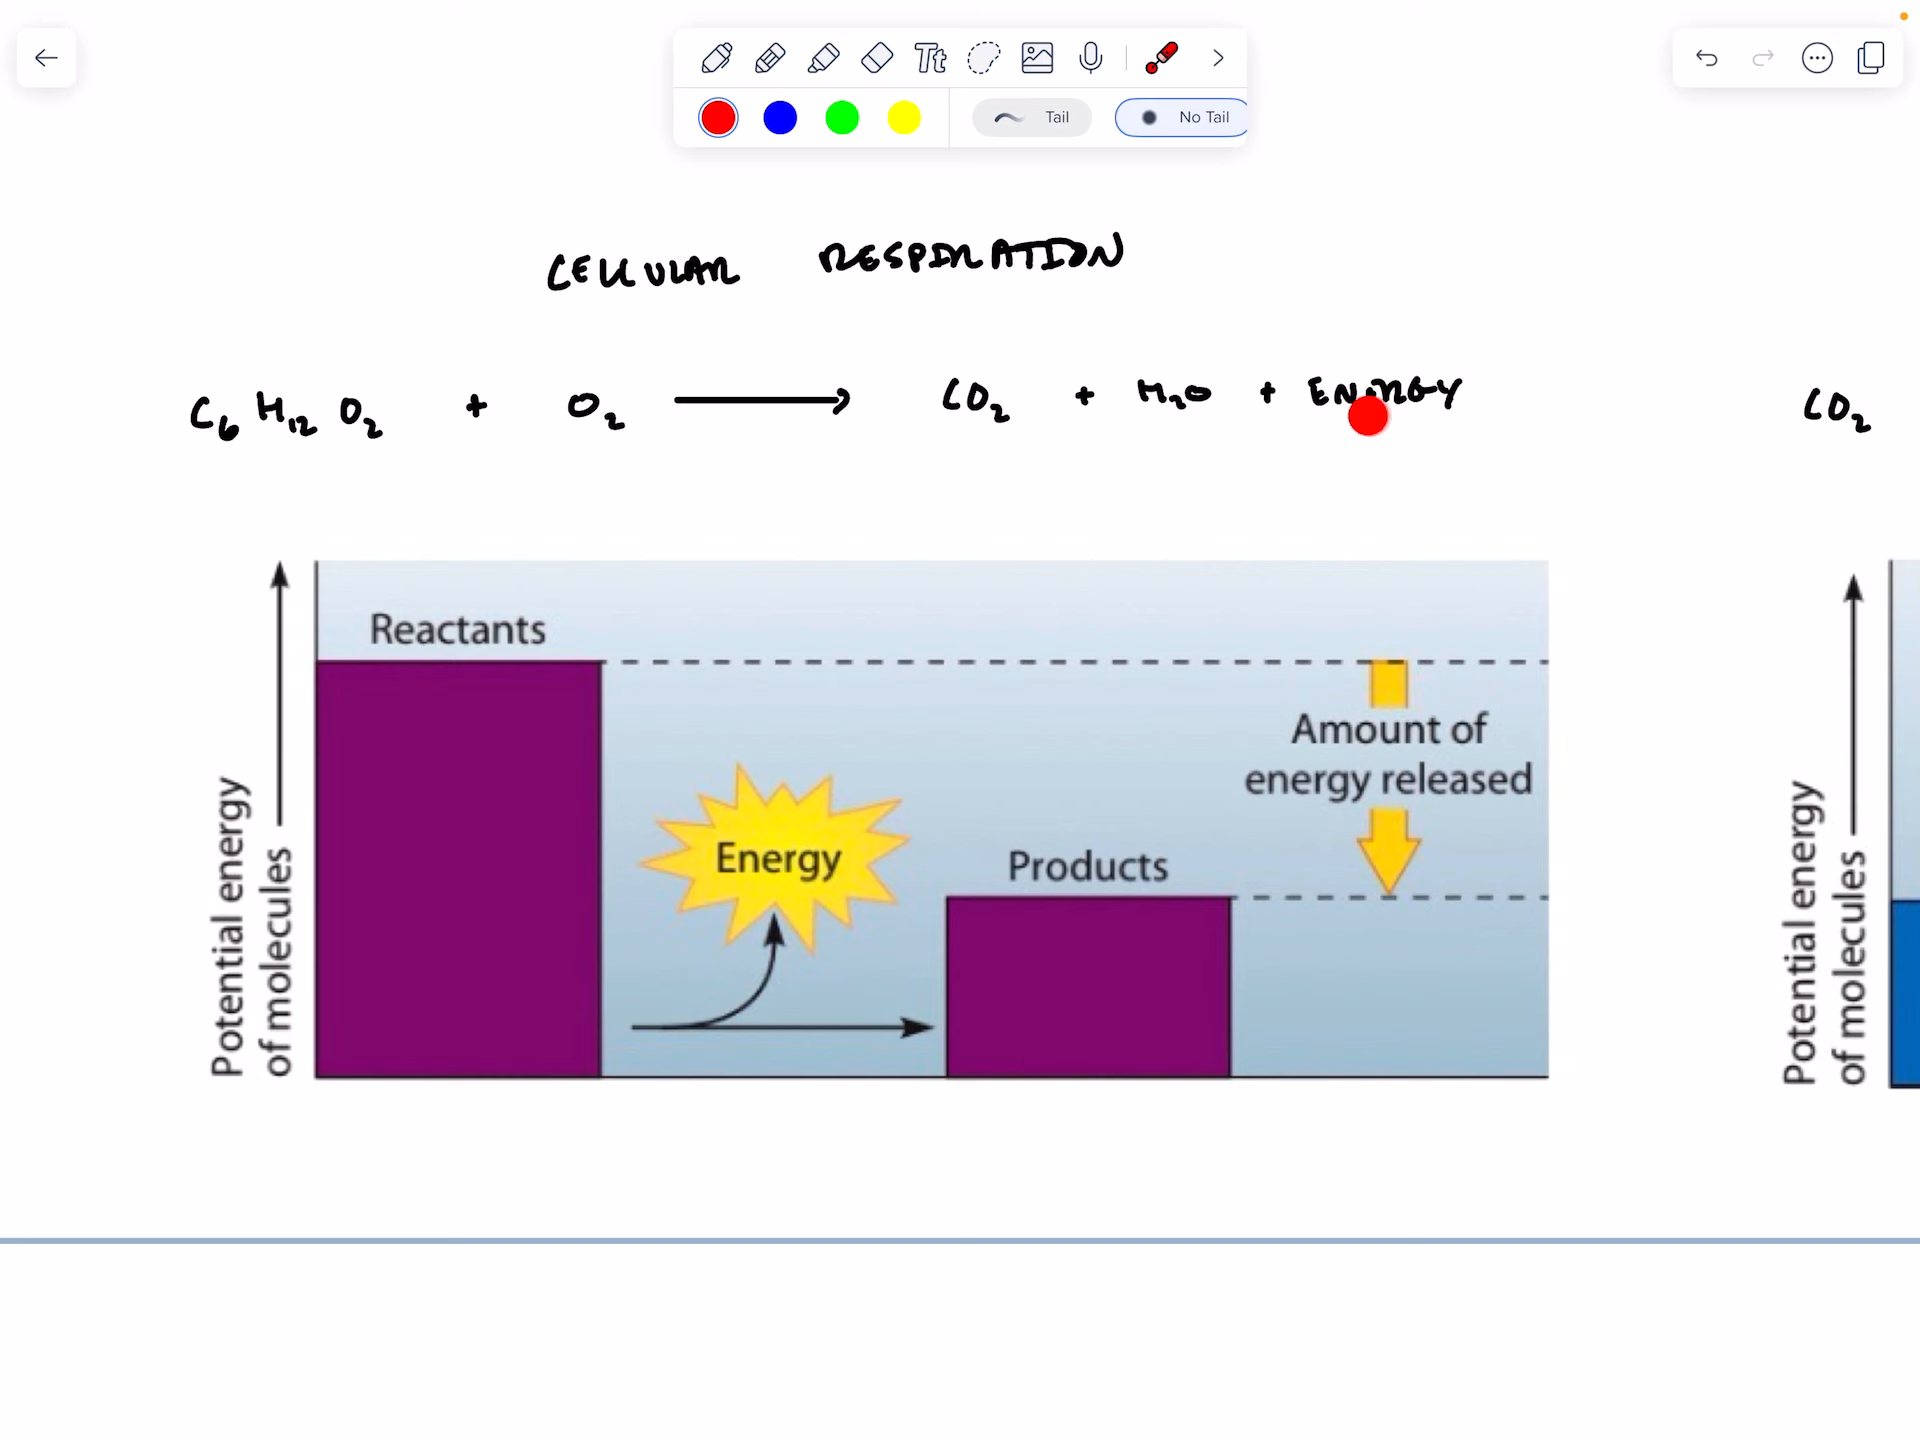 Tt
Tail No Tail
CELLULAR RESPIRATION
C6 H12 O2 + O2 → CO2 + H2O + ENERGY
CO2
Reactants
Amount of
energy released
Energy
Products
Potential energy
of molecules
Potential energy
of molecules